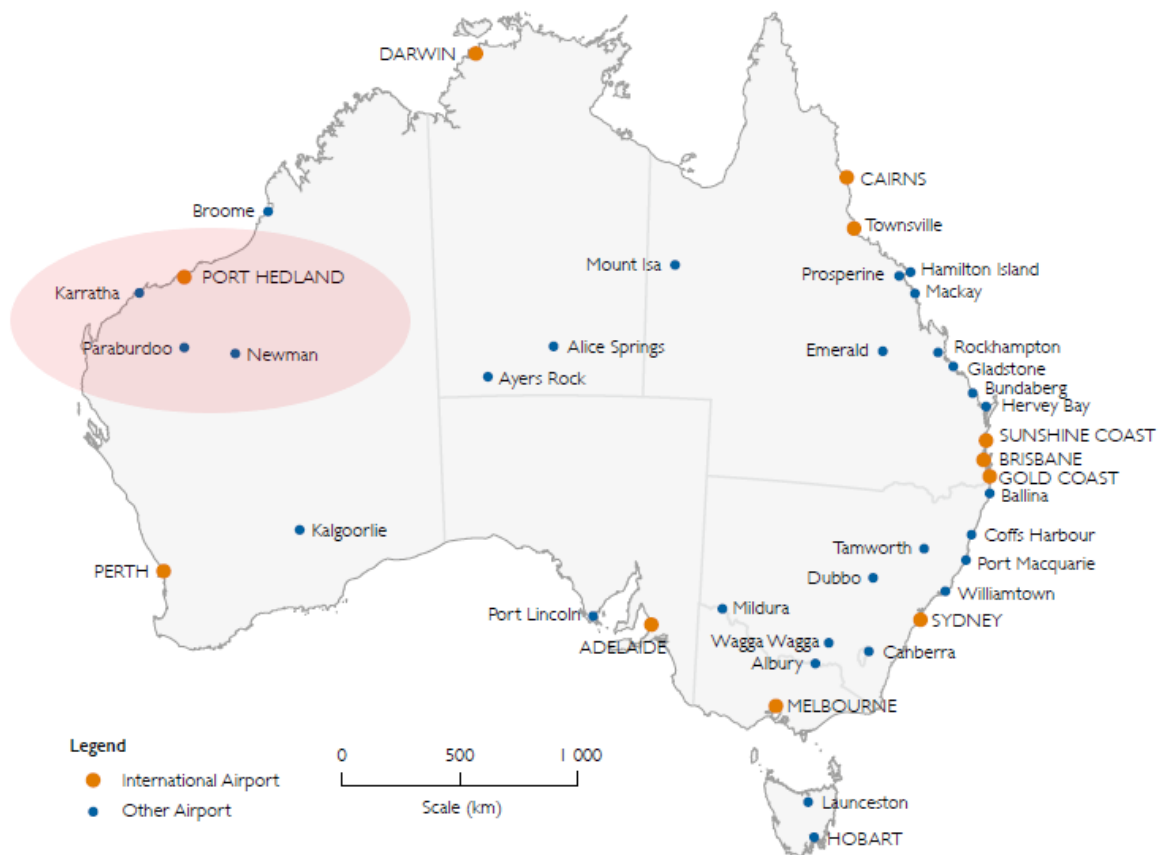 DARWIN
CAIRNS
Broome
Townsville
Mount Isa
Hamilton Island
Prosperine
PORT HEDLAND
Karratha
Mackay
Paraburdoo
Newman
Alice Springs
Emerald
Rockhampton
Gladstone
Ayers Rock
Bundaberg
Hervey Bay
SUNSHINE COAST
BRISBANE
GOLD COAST
Ballina
Kalgoorlie
Coffs Harbour
Tamworth
Port Macquarie
PERTH
Dubbo
Williamtown
Port Lincoln
Mildura
SYDNEY
ADELAIDE
Wagga Wagga
Canberra
Albury
MELBOURNE
Legend
International Airport
Other Airport
0 500 1 000
Scale (km)
Launceston
HOBART